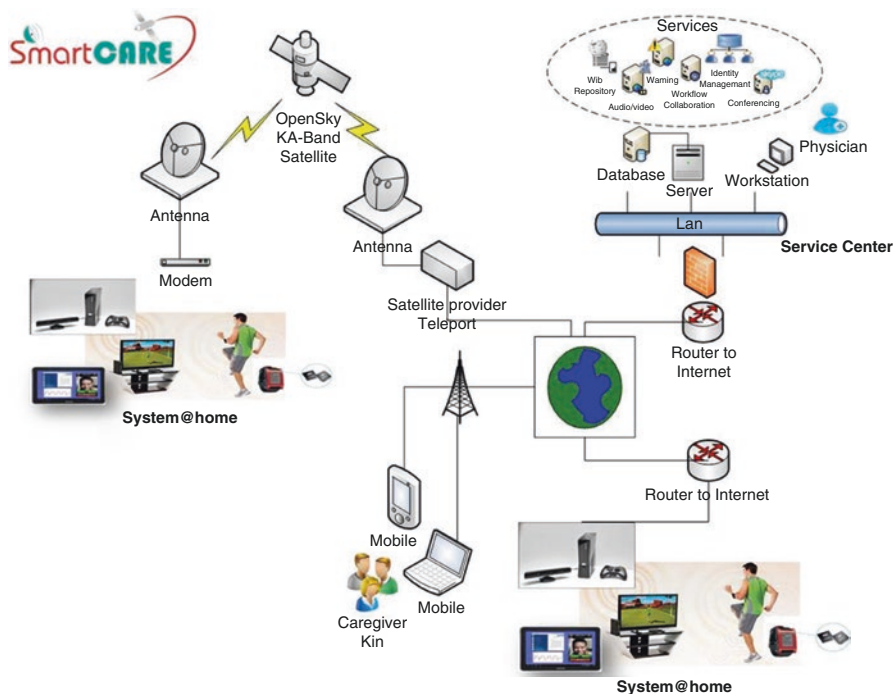 SmartCARE
OpenSky
KA-Band
Satellite
Antenna
Modem
System@home
Antenna
Satellite provider
Teleport
Services
Wib
Repository
Audio/video
Warning
Workflow
Collaboration
Identity
Management
skype
Conferencing
Database
Server
Workstation
Physician
Lan
Service Center
Router to
Internet
Router to Internet
Mobile
Mobile
Caregiver
Kin
System@home